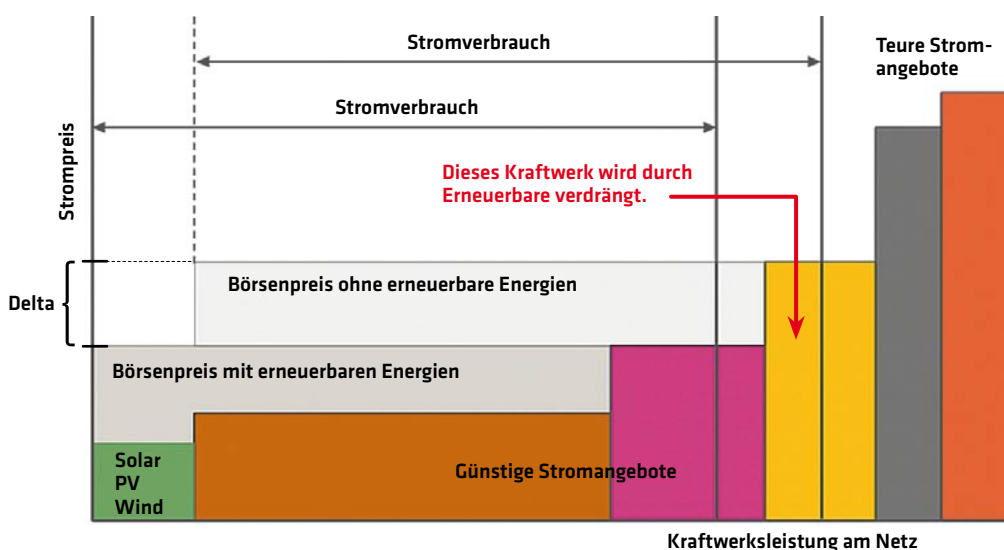 Stromverbrauch
Teure Strom-
angebote
Stromverbrauch
Strompreis
Dieses Kraftwerk wird durch
Erneuerbare verdrängt.
Börsenpreis ohne erneuerbare Energien
Delta
Börsenpreis mit erneuerbaren Energien
Solar
PV
Wind
Günstige Stromangebote
Kraftwerksleistung am Netz